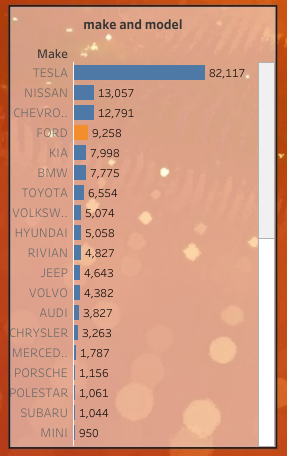 make and model
Make
TESLA 82,117
NISSAN 13,057
CHEVRO.. 12,791
FORD 9,258
KIA 7,998
BMW 7,775
TOYOTA 6,554
VOLKSW.. 5,074
HYUNDAI 5,058
RIVIAN 4,827
JEEP 4,643
VOLVO 4,382
AUDI 3,827
CHRYSLER 3,263
MERCED.. 1,787
PORSCHE 1,156
POLESTAR 1,061
SUBARU 1,044
MINI 950